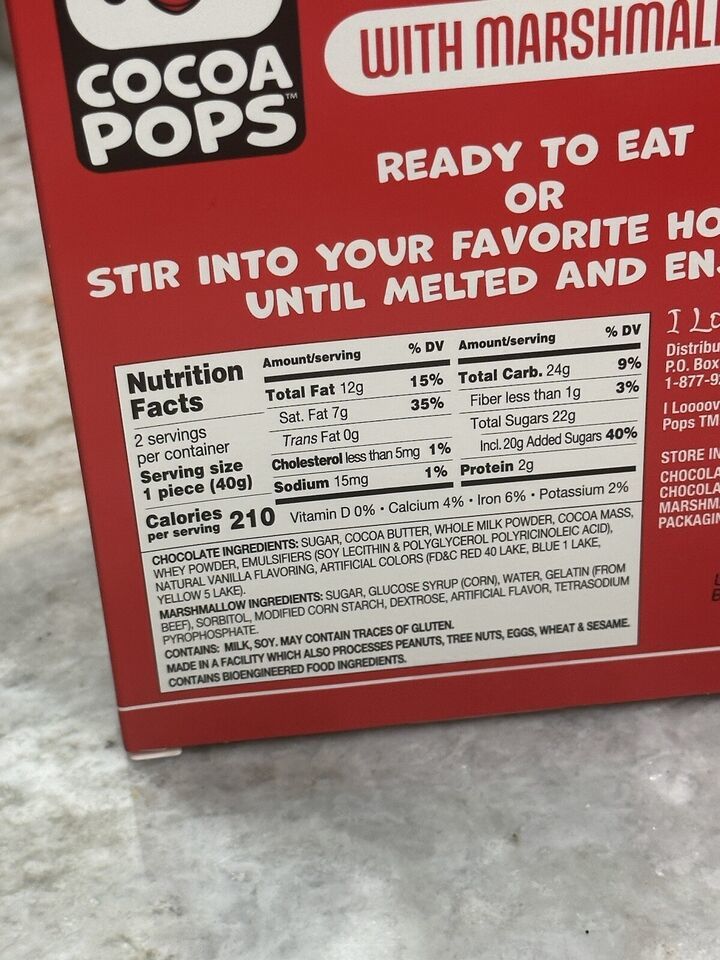 COCOA
POPS™
WITH MARSHMAL
READY TO EAT
OR
STIR INTO YOUR FAVORITE HO
UNTIL MELTED AND EN
Nutrition
Facts
2 servings
per container
Serving size
1 piece (40g)
Calories
per serving 210
Amount/serving % DV
Total Fat 12g 15%
Sat. Fat 7g 35%
Trans Fat 0g
Cholesterol less than 5mg 1%
Sodium 15mg 1%
Amount/serving % DV
Total Carb. 24g 9%
Fiber less than 1g 3%
Total Sugars 22g
Incl. 20g Added Sugars 40%
Protein 2g
Vitamin D 0% • Calcium 4% • Iron 6% • Potassium 2%
CHOCOLATE INGREDIENTS: SUGAR, COCOA BUTTER, WHOLE MILK POWDER, COCOA MASS,
WHEY POWDER, EMULSIFIERS (SOY LECITHIN & POLYGLYCEROL POLYRICINOLEIC ACID),
NATURAL VANILLA FLAVORING, ARTIFICIAL COLORS (FD&C RED 40 LAKE, BLUE 1 LAKE,
YELLOW 5 LAKE).
MARSHMALLOW INGREDIENTS: SUGAR, GLUCOSE SYRUP (CORN), WATER, GELATIN (FROM
BEEF), SORBITOL, MODIFIED CORN STARCH, DEXTROSE, ARTIFICIAL FLAVOR, TETRASODIUM
PYROPHOSPHATE.
CONTAINS: MILK, SOY. MAY CONTAIN TRACES OF GLUTEN.
MADE IN A FACILITY WHICH ALSO PROCESSES PEANUTS, TREE NUTS, EGGS, WHEAT & SESAME.
CONTAINS BIOENGINEERED FOOD INGREDIENTS.
I Lo
Distribu
P.O. Box
1-877-9
I Loooov
Pops TM
STORE IN
CHOCOLA
CHOCOLA
MARSHM
PACKAGIN